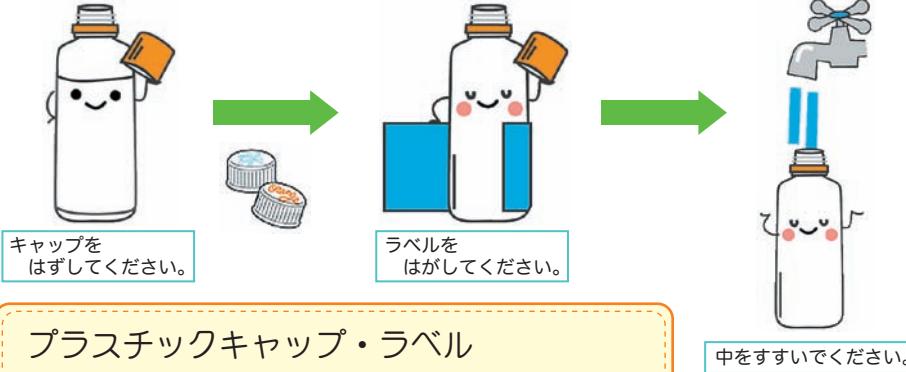 キャップを
はずしてください。
ラベルを
はがしてください。
中をすすいでください。
プラスチックキャップ・ラベル